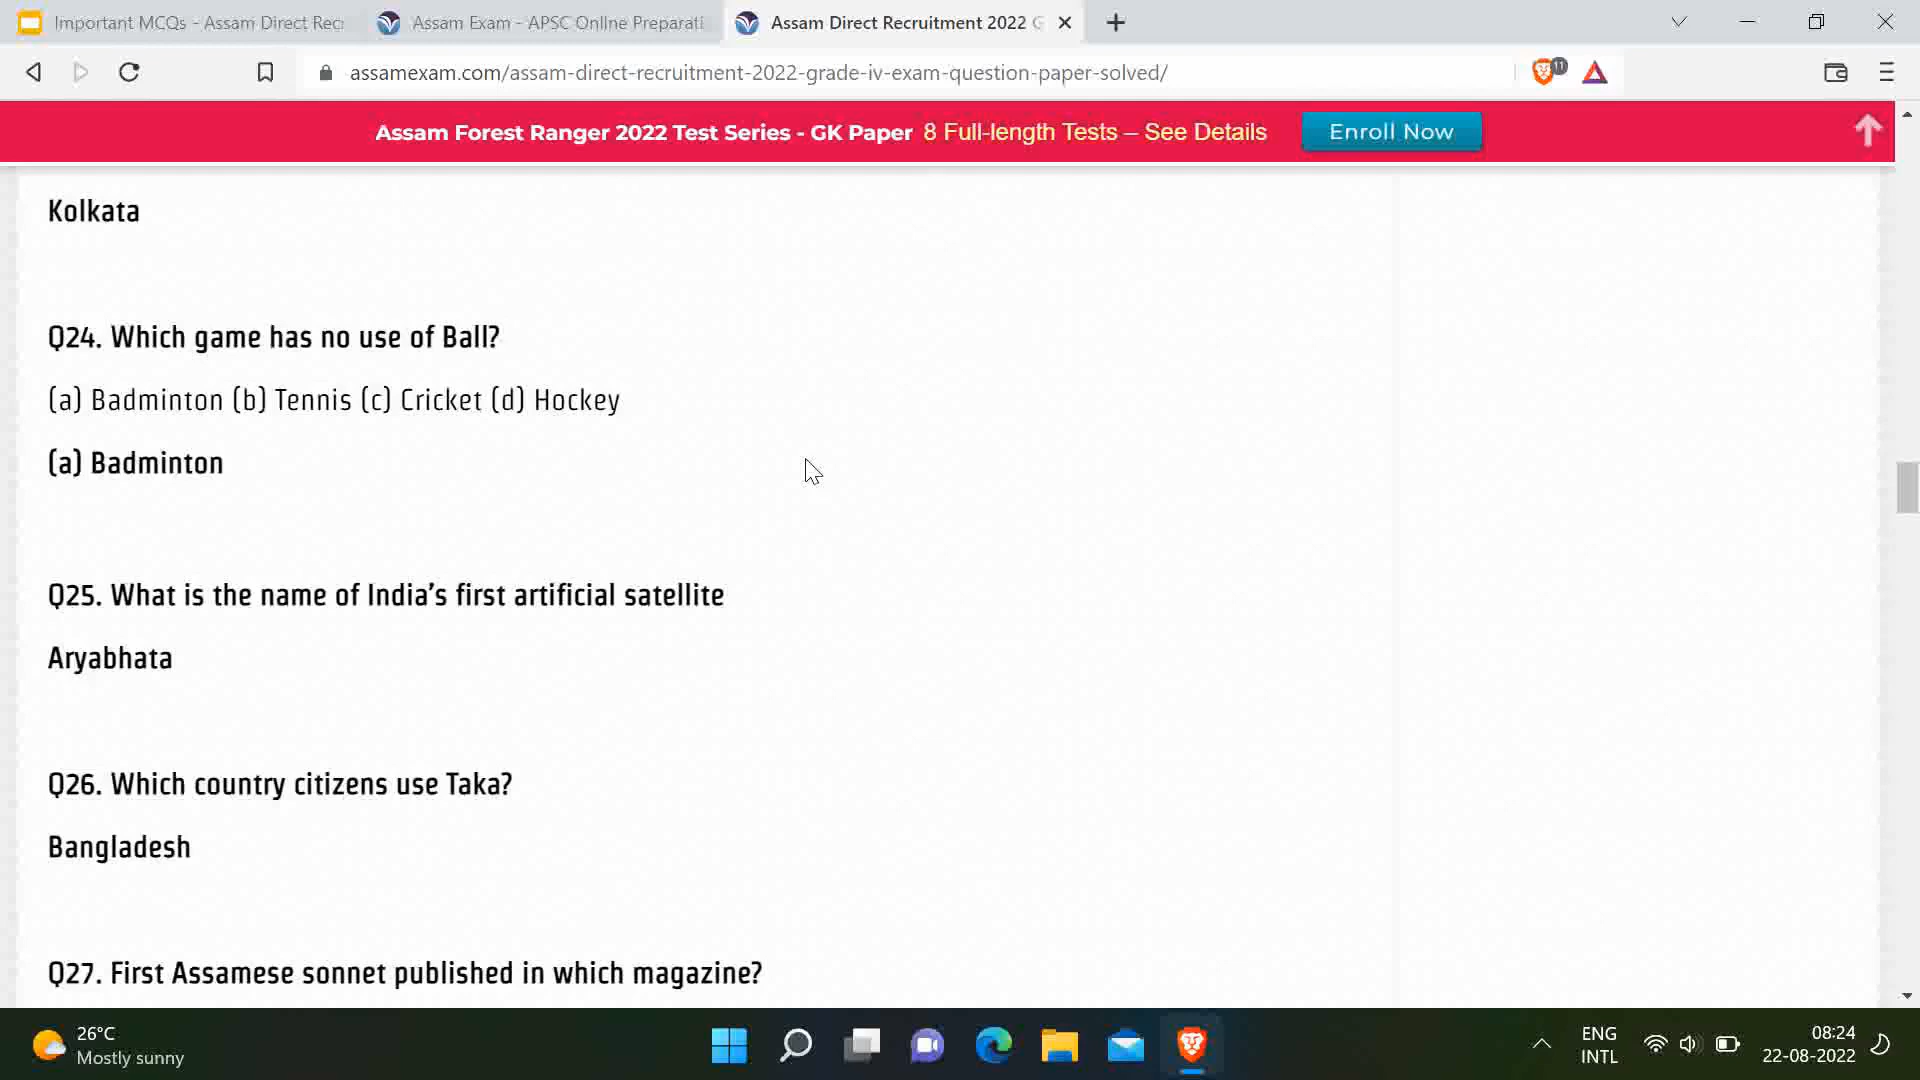 Important MCQs - Assam Direct Rec
Assam Exam - APSC Online Preparati
Assam Direct Recruitment 2022 G
assamexam.com/assam-direct-recruitment-2022-grade-iv-exam-question-paper-solved/
11
Assam Forest Ranger 2022 Test Series - GK Paper 8 Full-length Tests – See Details
Enroll Now
Kolkata
Q24. Which game has no use of Ball?
(a) Badminton (b) Tennis (c) Cricket (d) Hockey
(a) Badminton
Q25. What is the name of India’s first artificial satellite
Aryabhata
Q26. Which country citizens use Taka?
Bangladesh
Q27. First Assamese sonnet published in which magazine?
26°C
Mostly sunny
ENG
INTL
08:24
22-08-2022